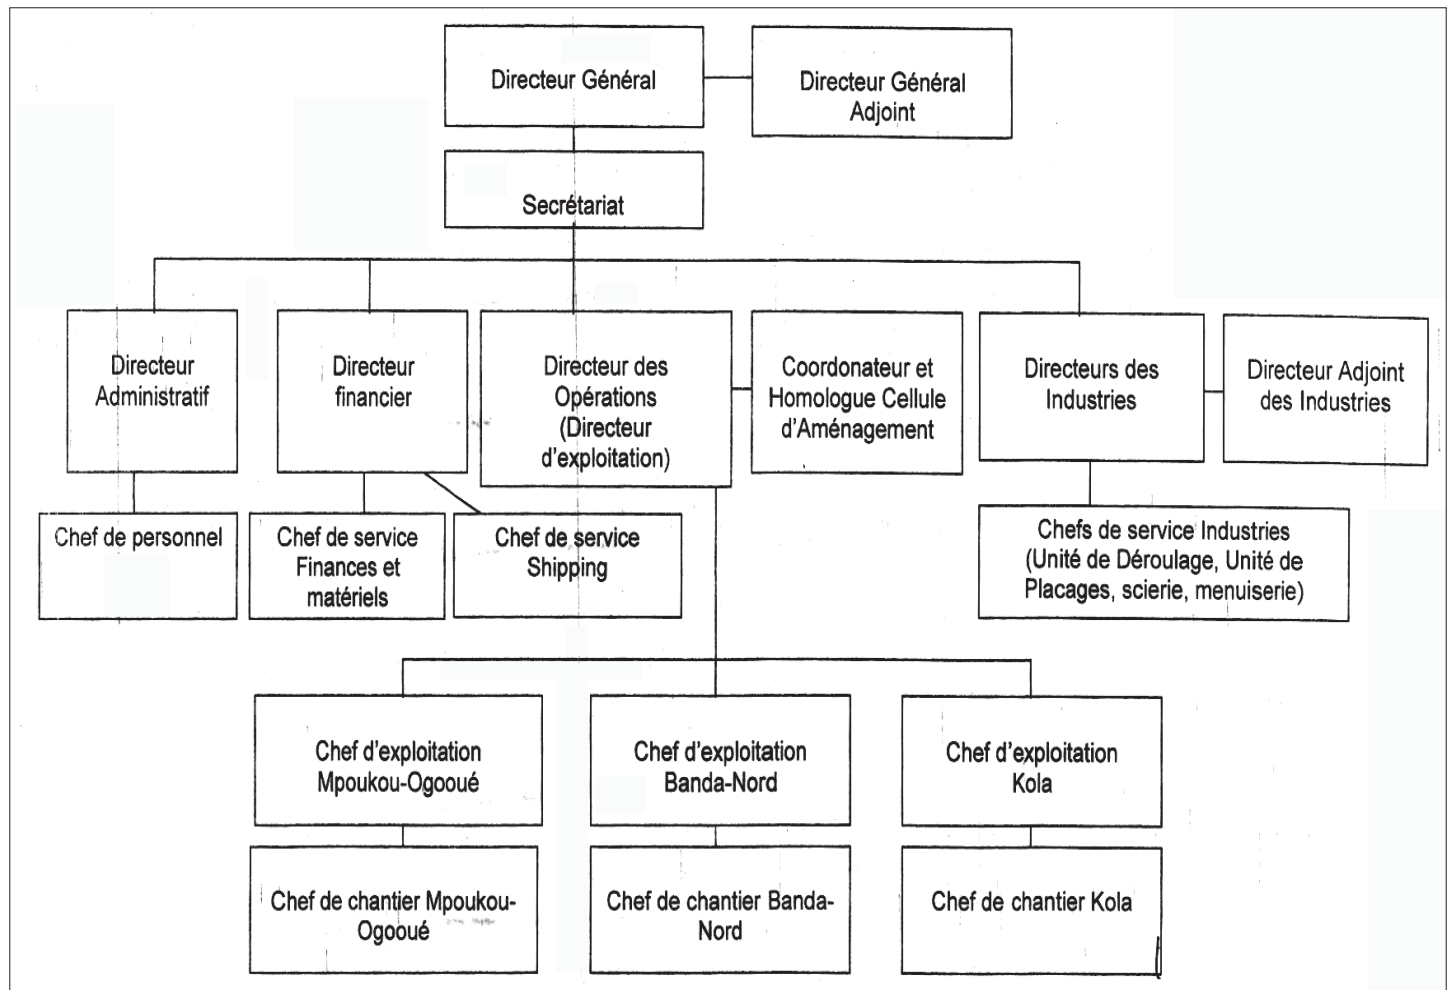 Directeur Général
Directeur Général
Adjoint
Secrétariat
Directeur
Administratif
Directeur
financier
Directeur des
Opérations
(Directeur
d'exploitation)
Coordonateur et
Homologue Cellule
d'Aménagement
Directeurs des
Industries
Directeur Adjoint
des Industries
Chef de personnel
Chef de service
Finances et
matériels
Chef de service
Shipping
Chefs de service Industries
(Unité de Déroulage, Unité de
Placages, scierie, menuiserie)
Chef d'exploitation
Mpoukou-Ogooué
Chef d'exploitation
Banda-Nord
Chef d'exploitation
Kola
Chef de chantier Mpoukou-
Ogooué
Chef de chantier Banda-
Nord
Chef de chantier Kola